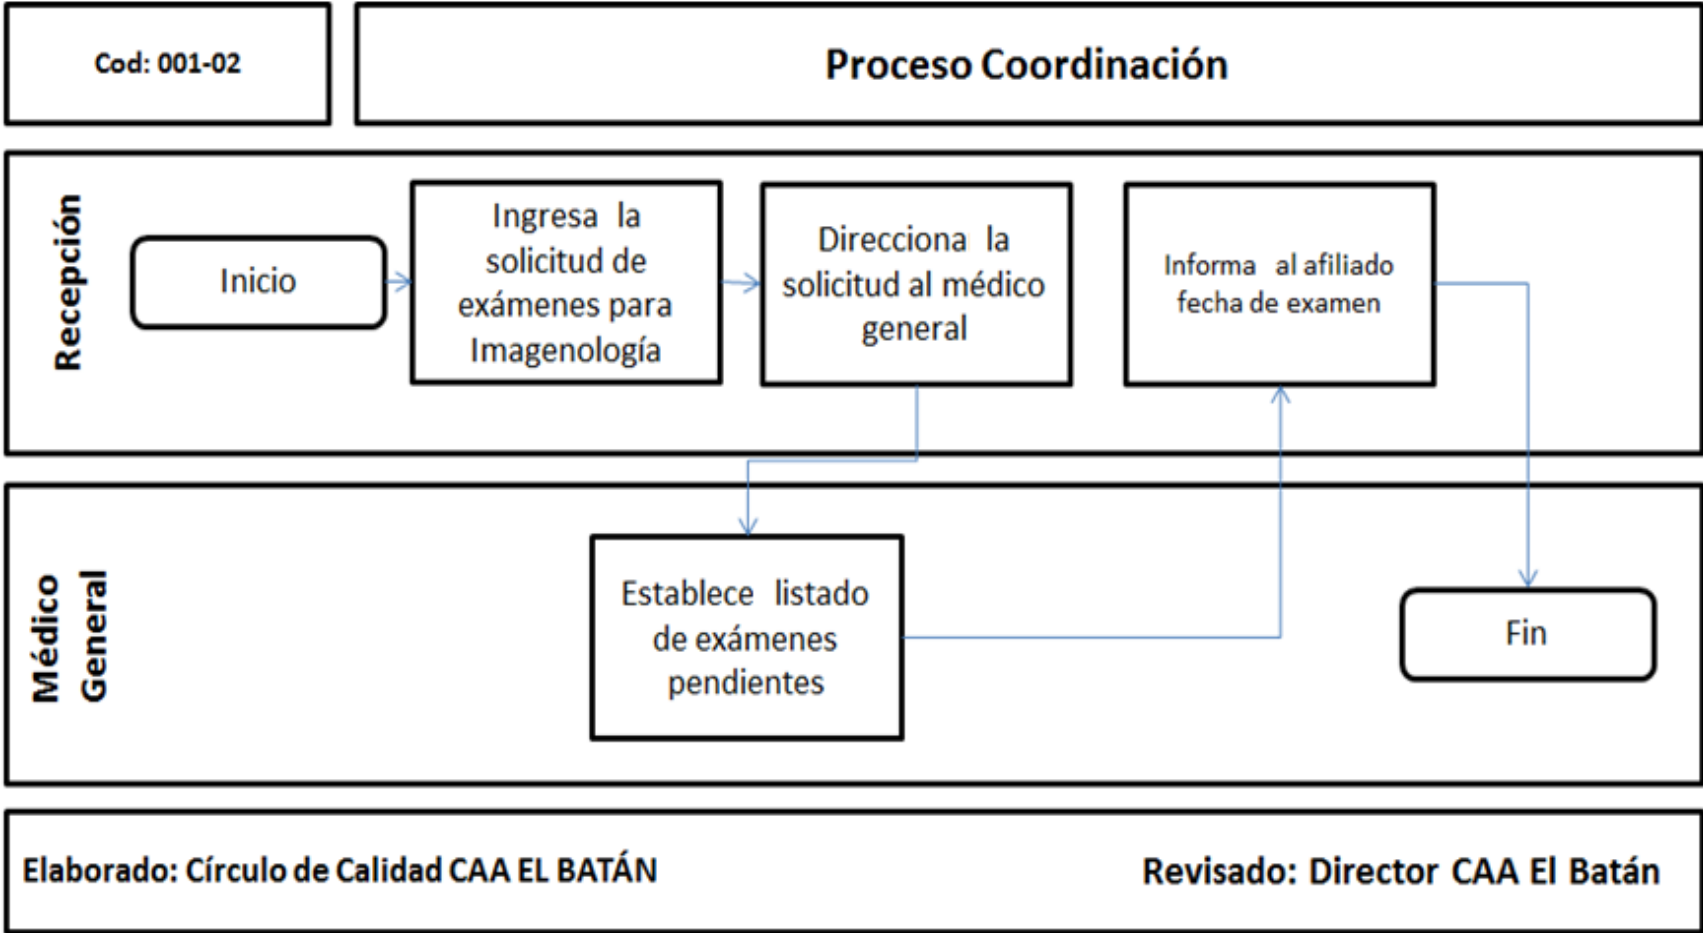 Cod: 001-02
Proceso Coordinación
Recepción
Inicio
Ingresa la
solicitud de
exámenes para
Imagenología
Direcciona la
solicitud al médico
general
Informa al afiliado
fecha de examen
Médico
General
Establece listado
de exámenes
pendientes
Fin
Elaborado: Círculo de Calidad CAA EL BATÁN
Revisado: Director CAA El Batán